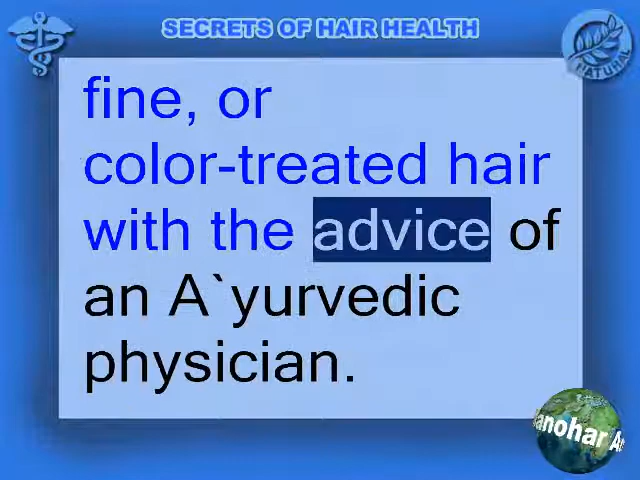 SECRETS OF HAIR HEALTH
NATURAL
fine, or
color-treated hair
with the advice of
an A`yurvedic
physician.